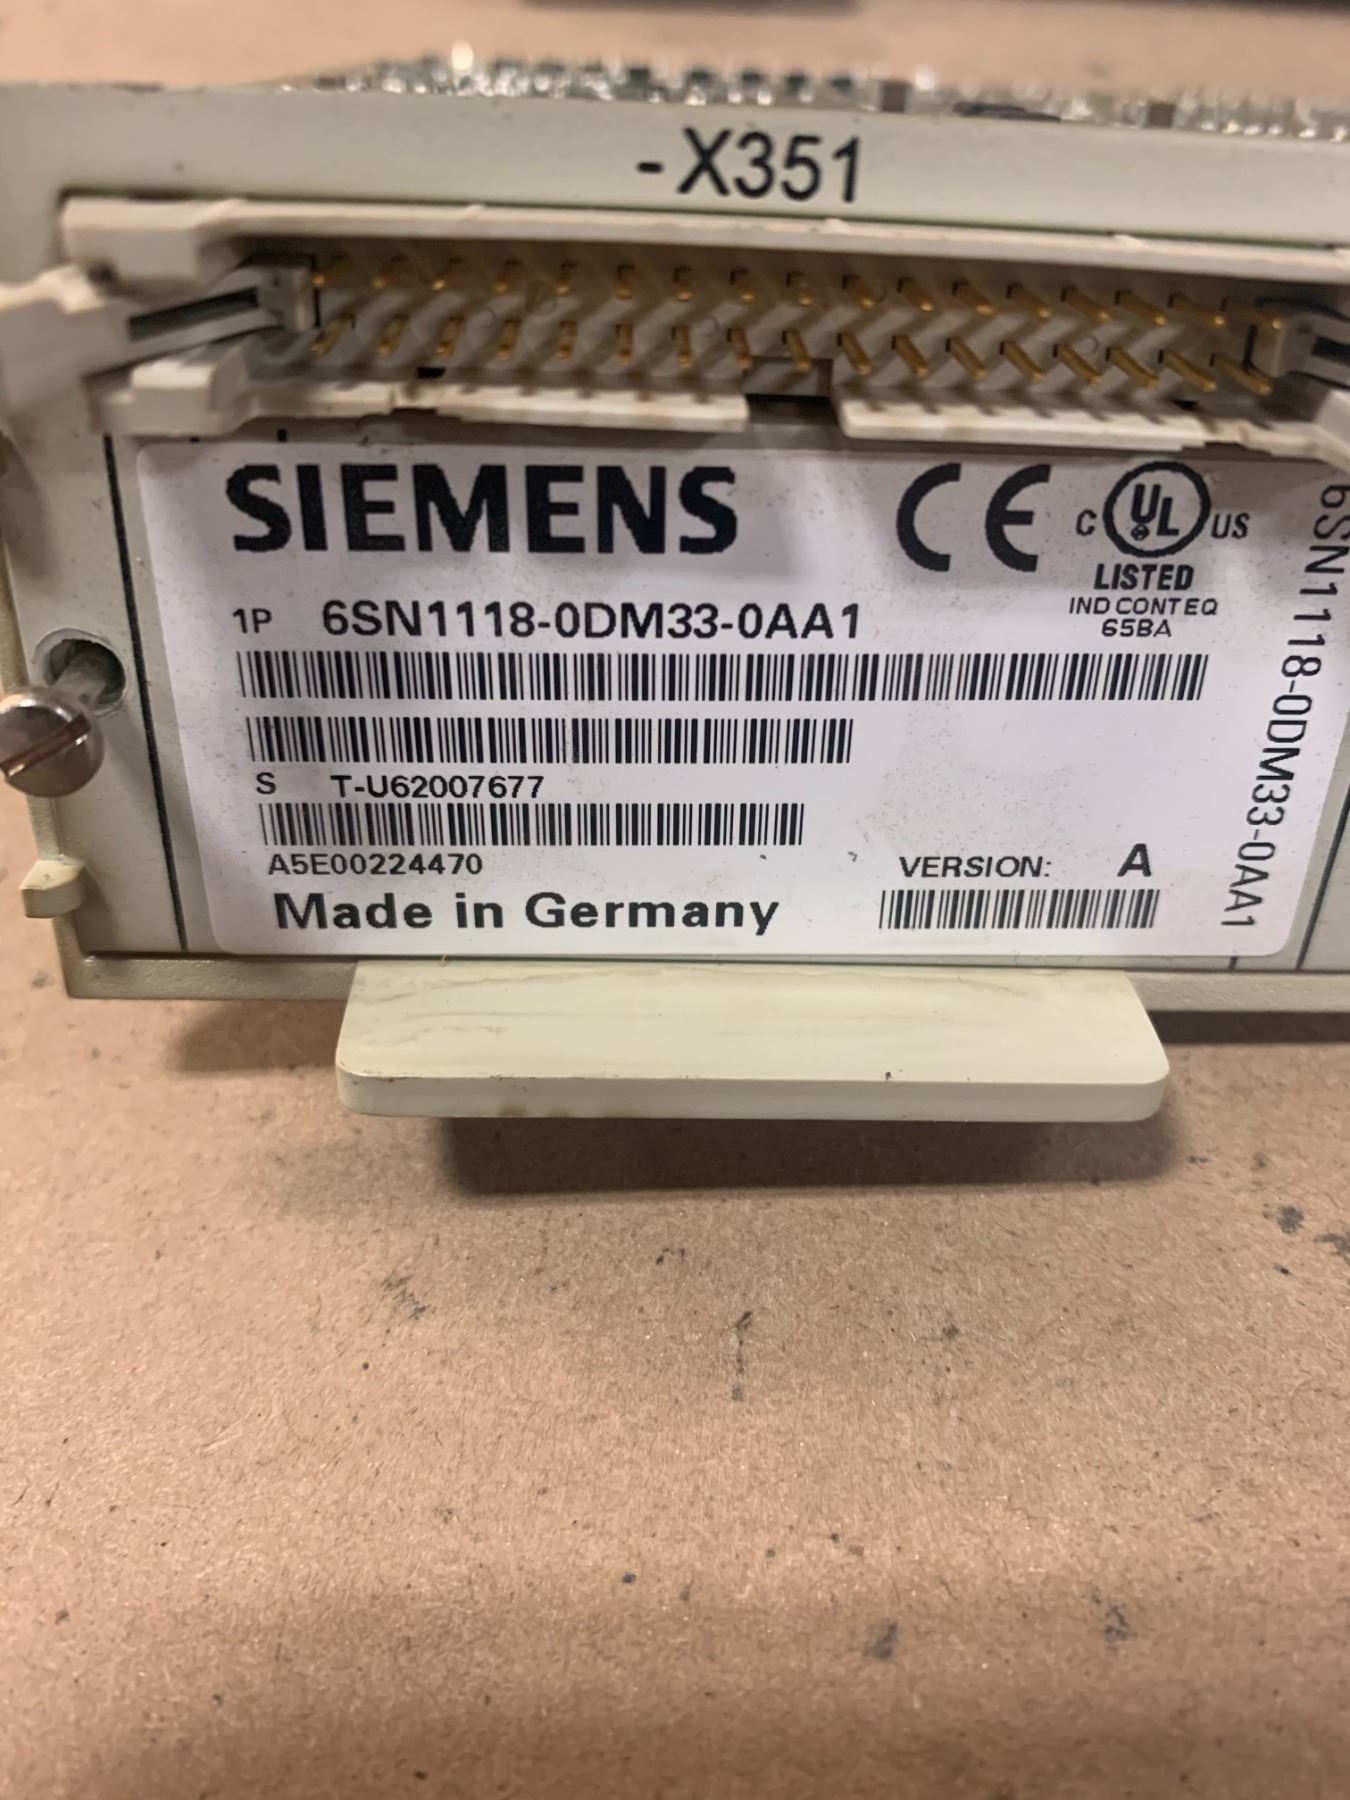 -X351
SIEMENS
CE
C UL US
LISTED
IND CONT EQ
65BA
1P 6SN1118-0DM33-0AA1
S T-U62007677
A5E00224470
VERSION: A
Made in Germany
6SN1118-0DM33-0AA1